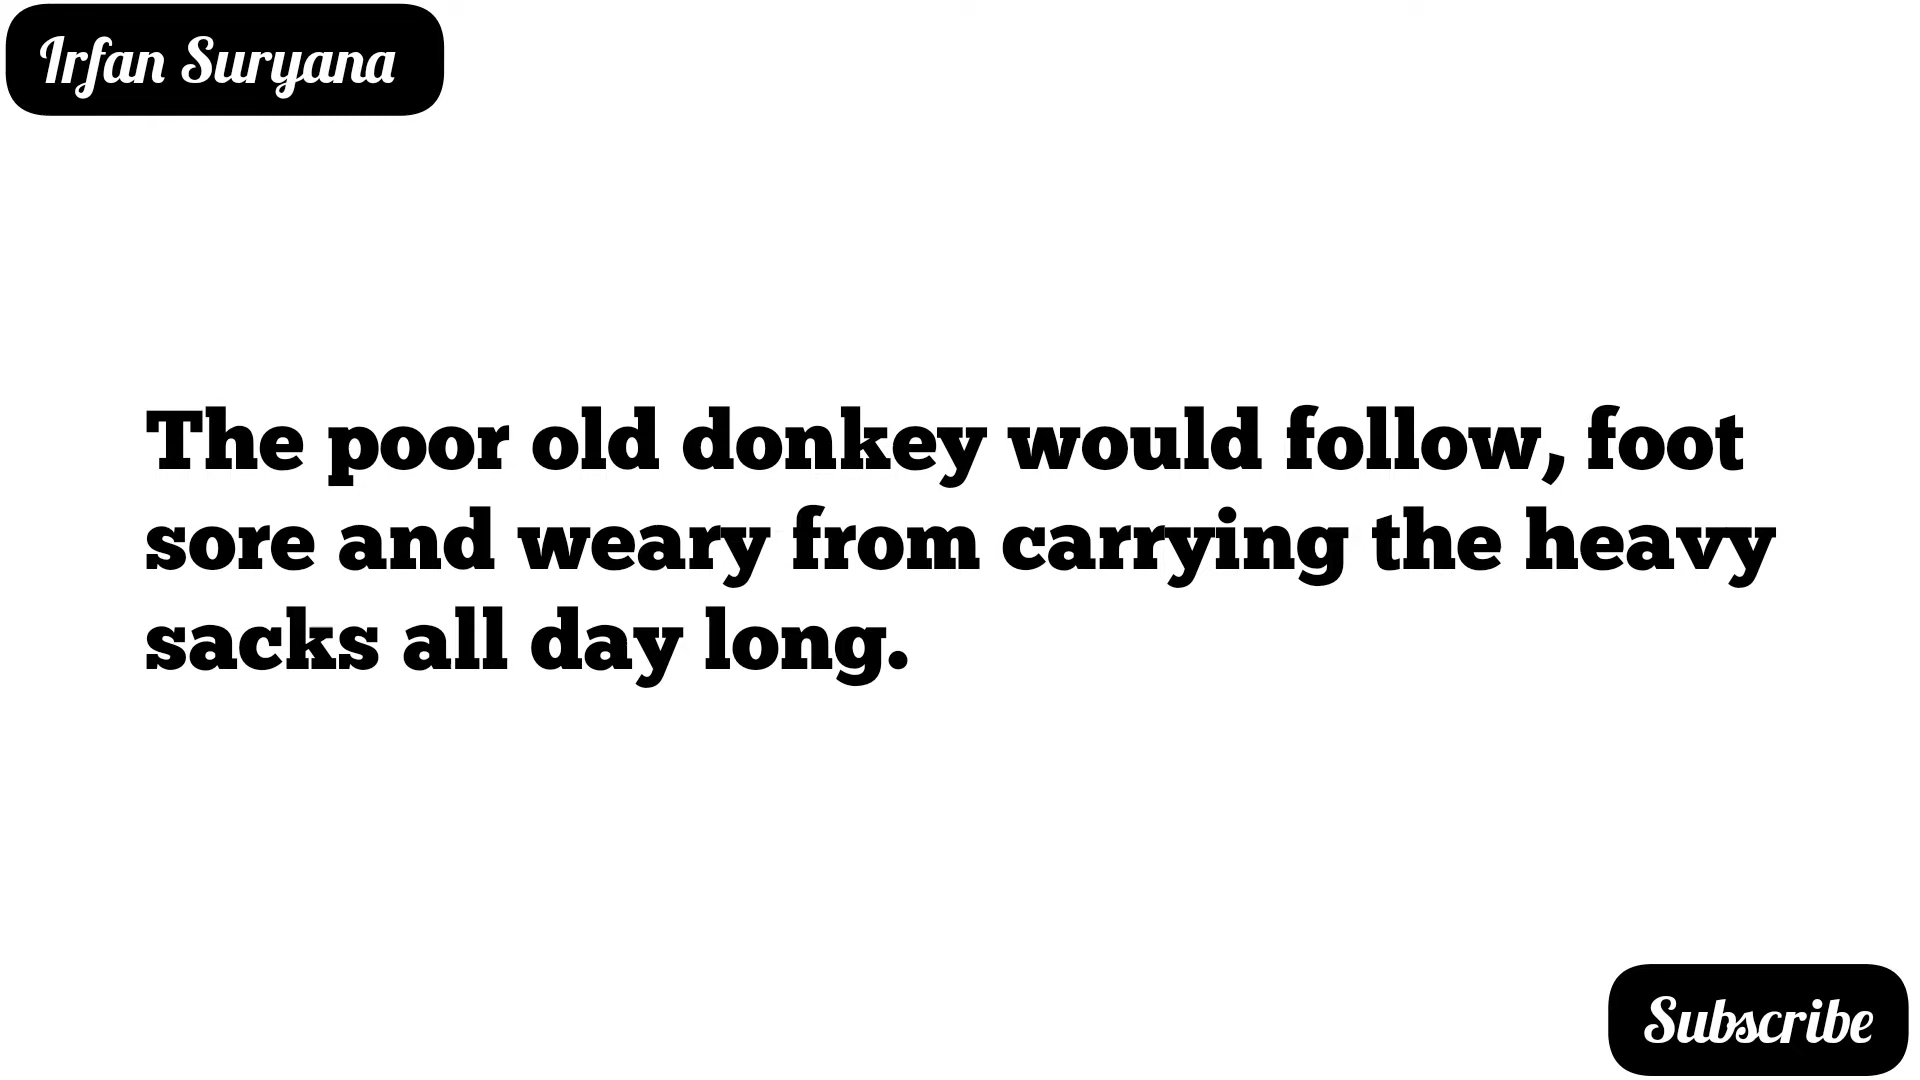 Irfan Suryana
The poor old donkey would follow, foot
sore and weary from carrying the heavy
sacks all day long.
Subscribe